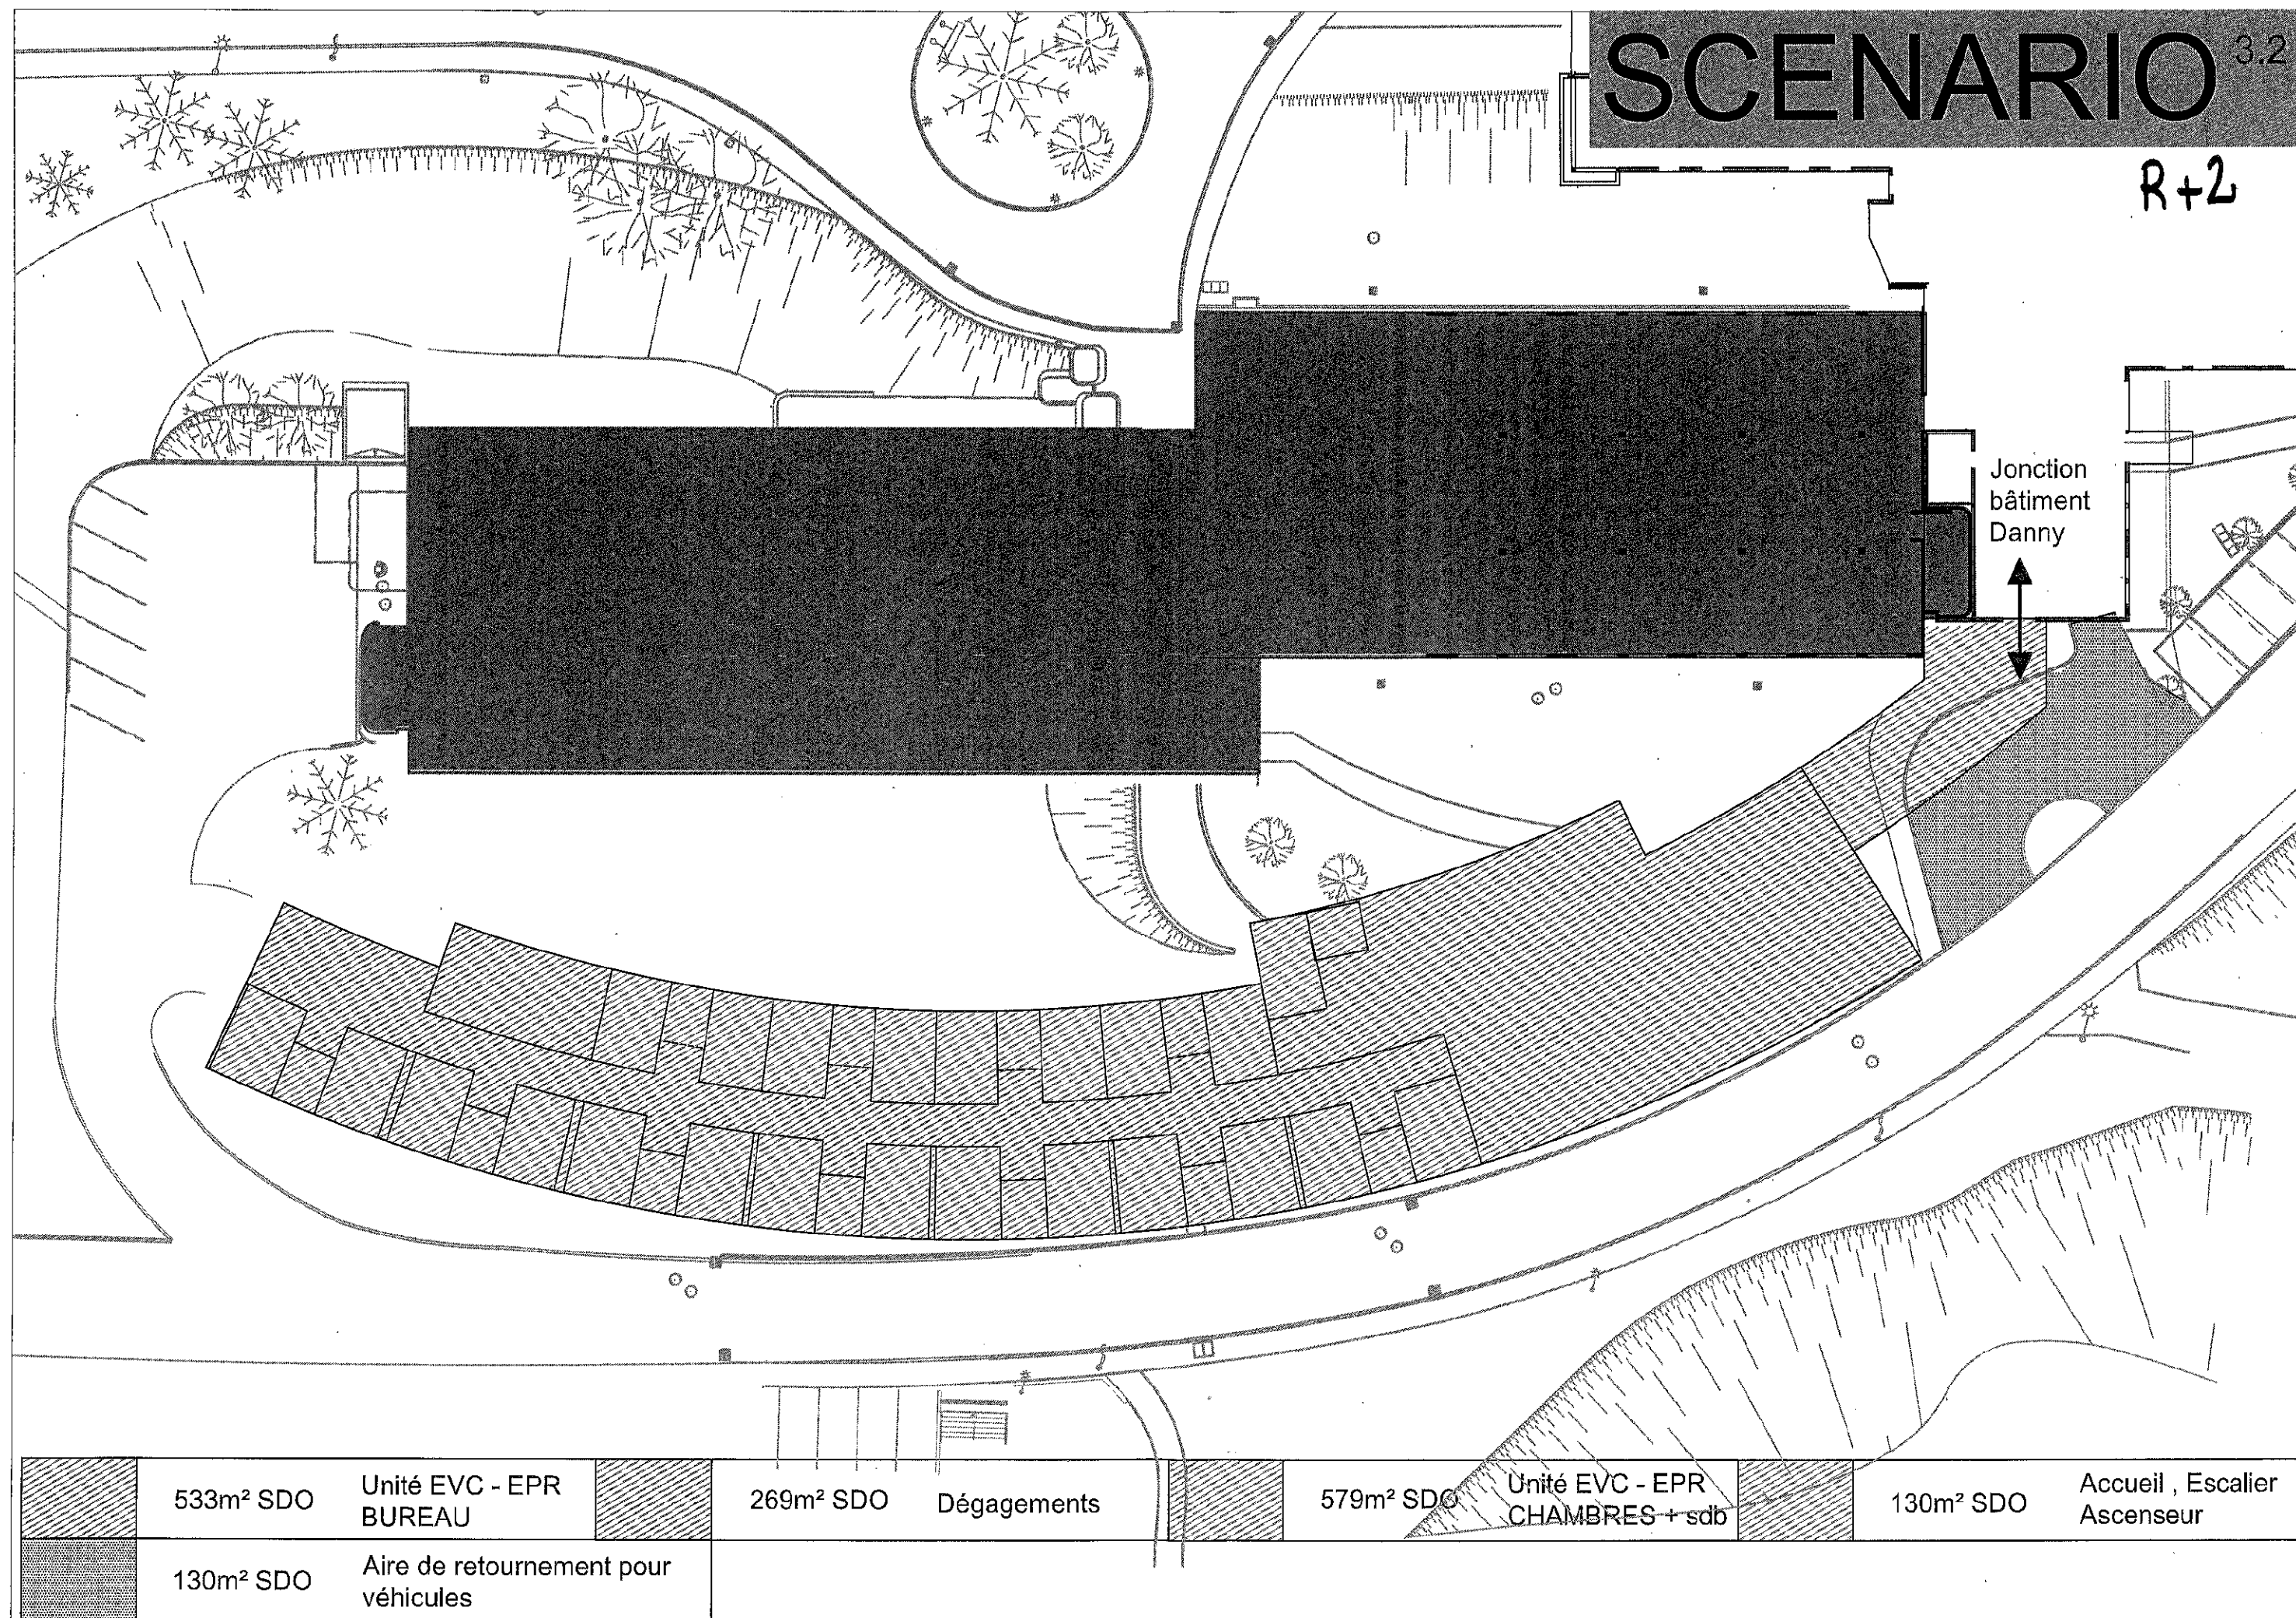 SCENARIO 3.2
R+2
Jonction
bâtiment
Danny
533m² SDO
Unité EVC - EPR
BUREAU
269m² SDO
Dégagements
579m² SDO
Unité EVC - EPR
CHAMBRES + sdb
130m² SDO
Accueil , Escalier
Ascenseur
130m² SDO
Aire de retournement pour
véhicules